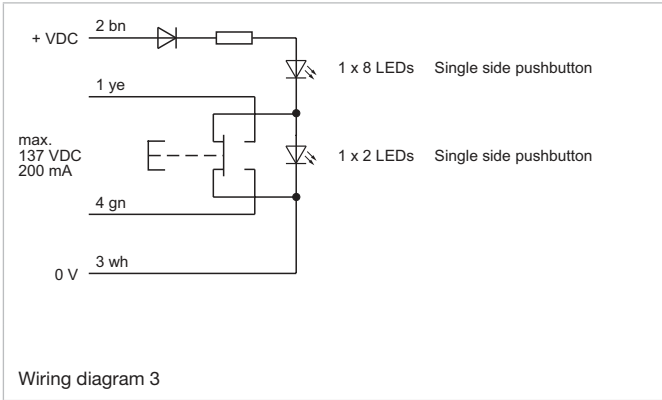 2 bn
+ VDC
1 x 8 LEDs Single side pushbutton
1 ye
max.
137 VDC
200 mA
1 x 2 LEDs Single side pushbutton
4 gn
3 wh
0 V
Wiring diagram 3